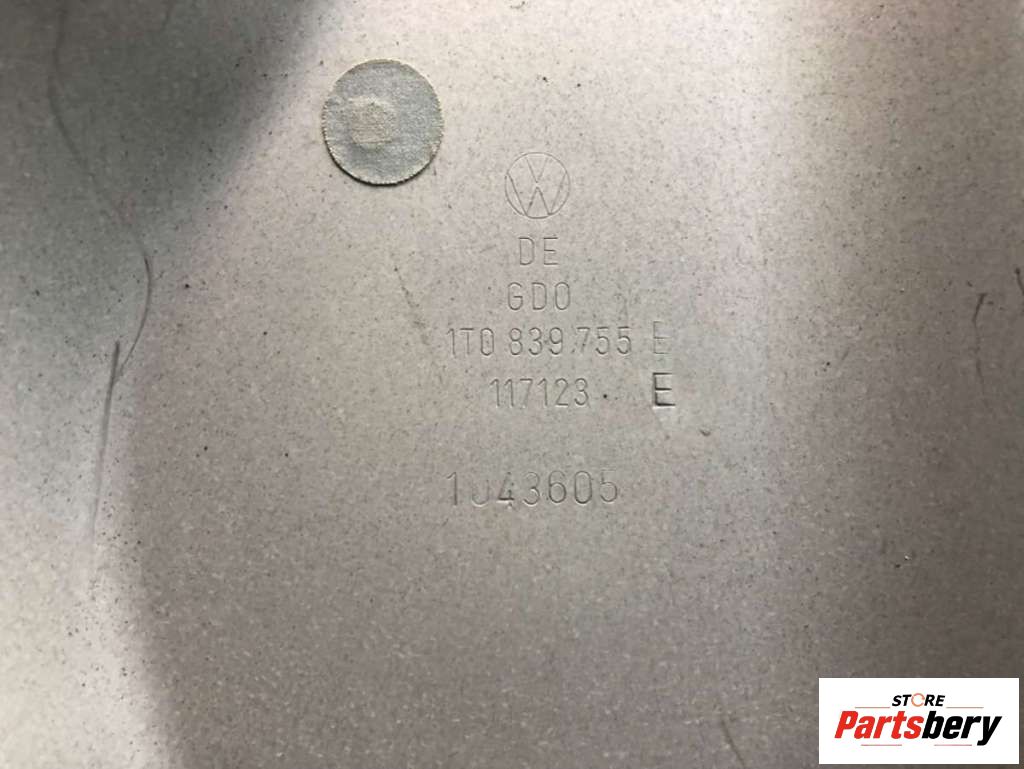 DE
GDO
1T0 839 755 E
117123 E
1043605
STORE
Partsbery